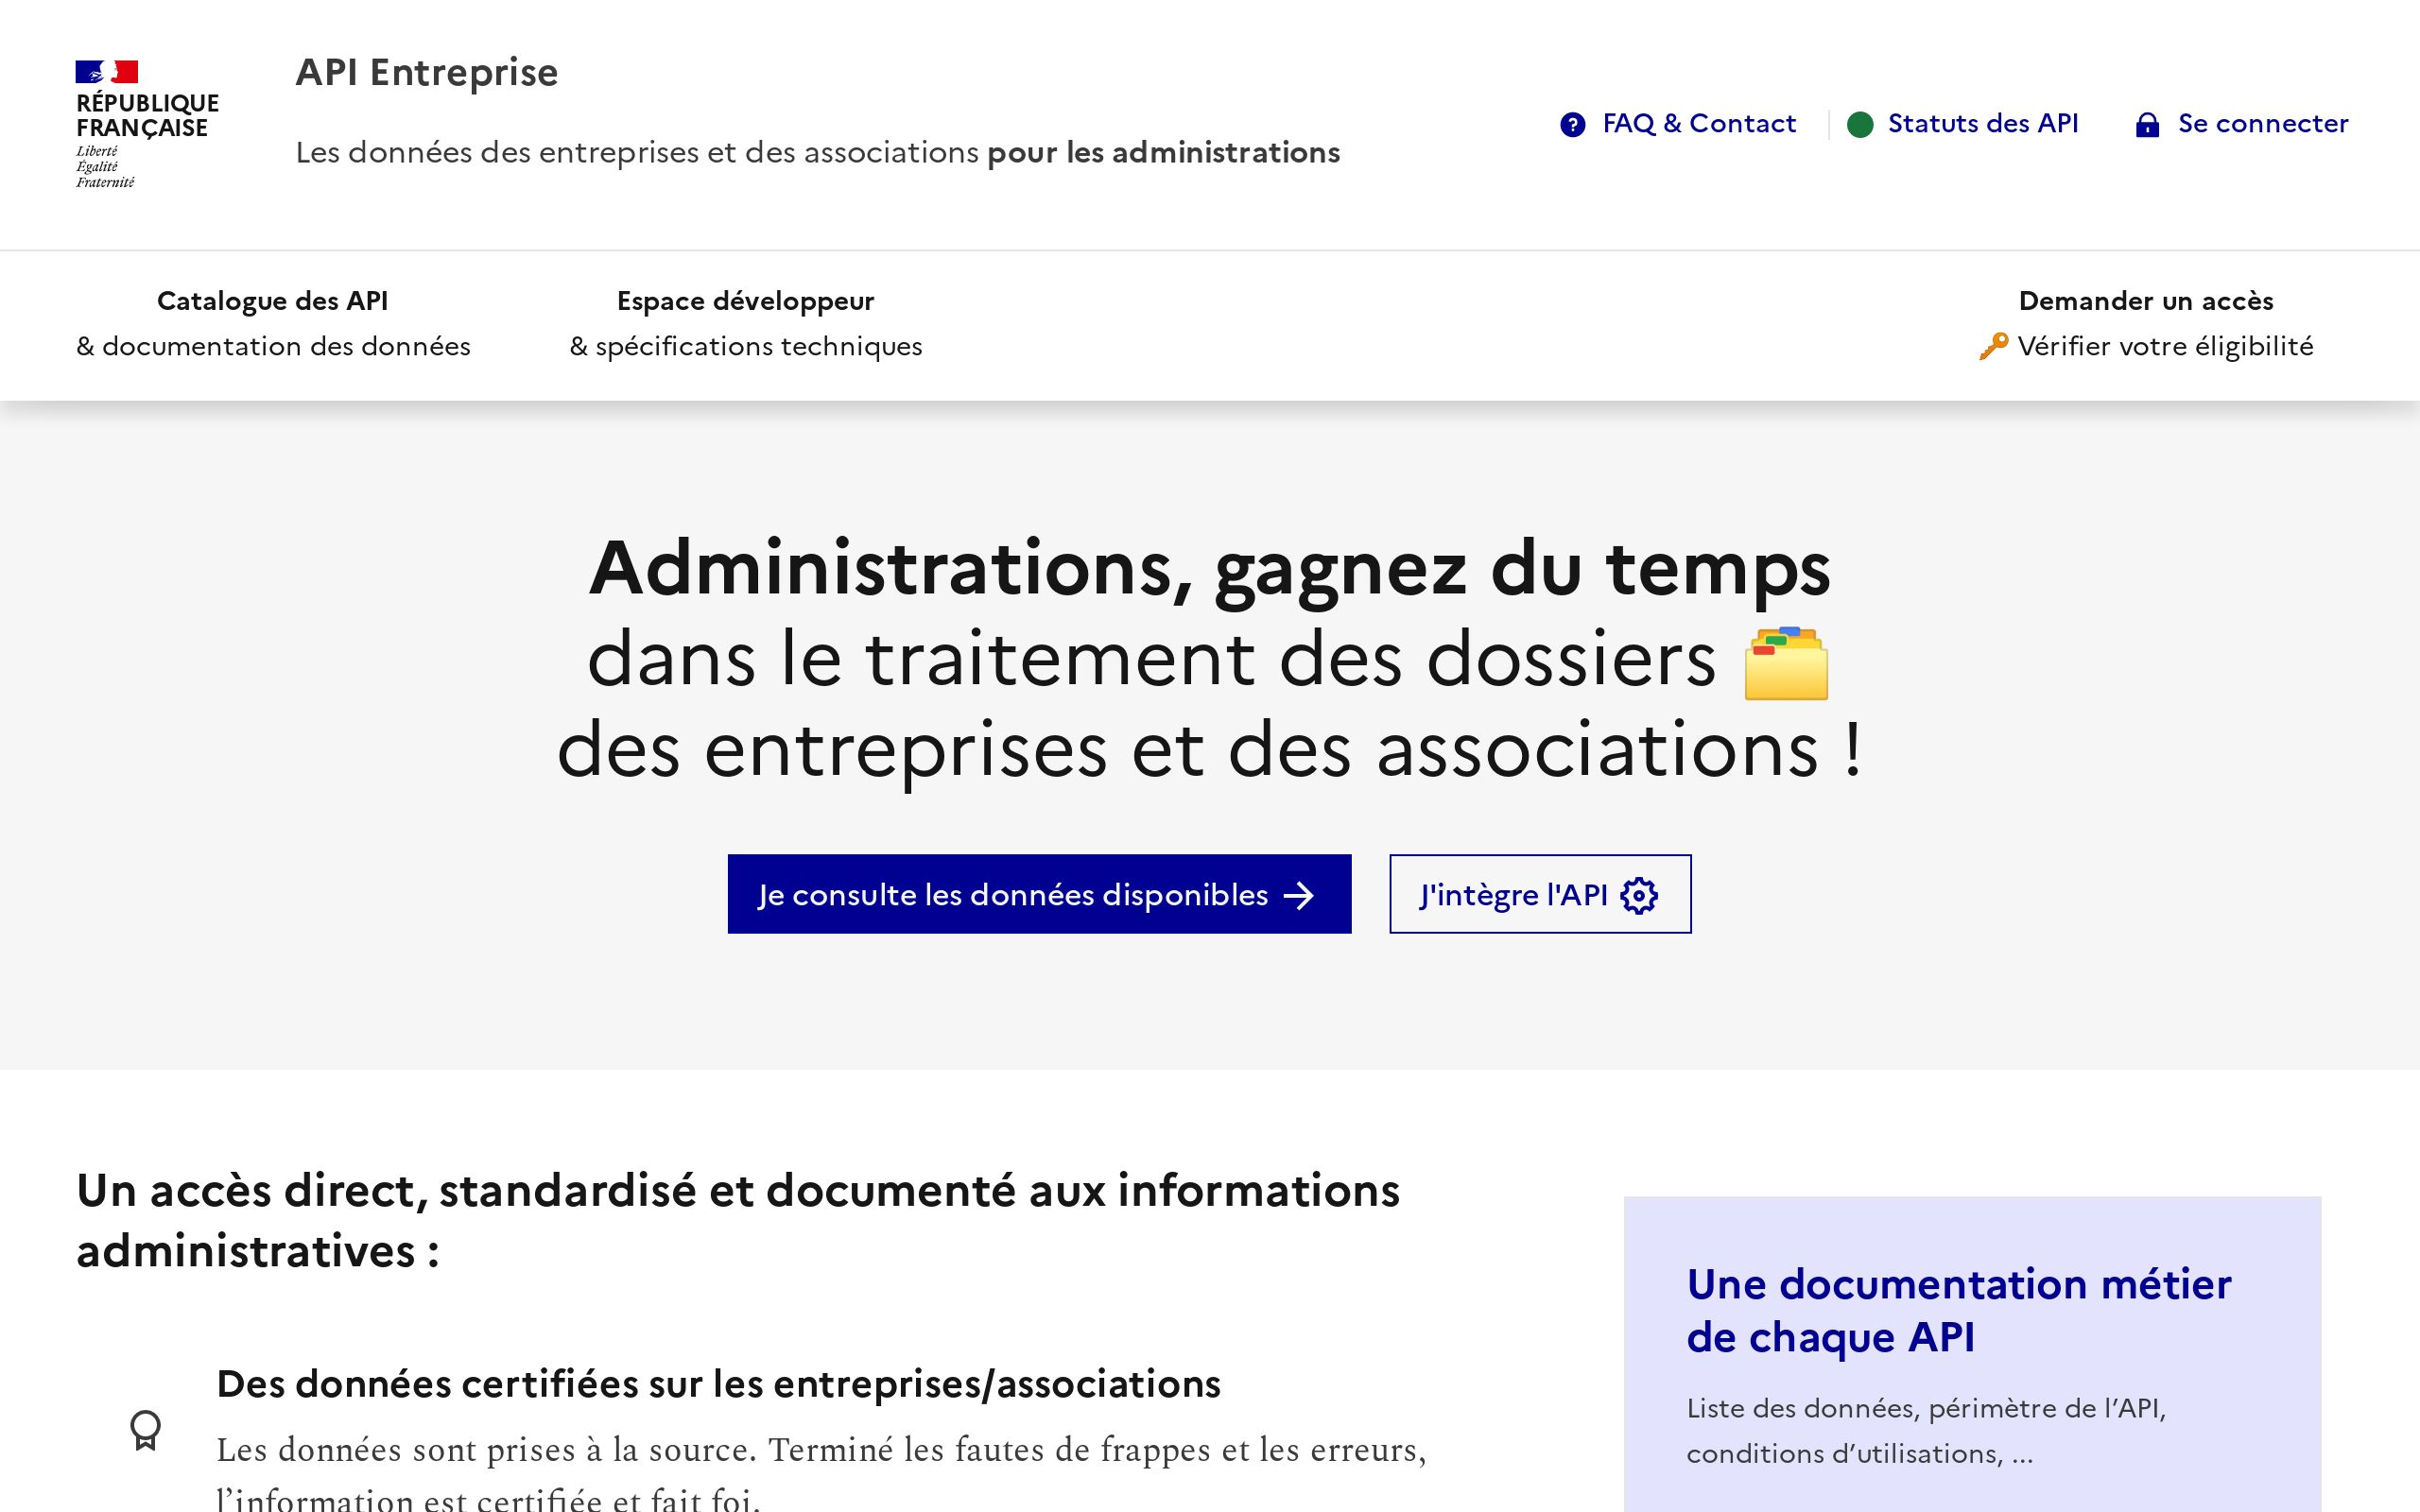 RÉPUBLIQUE
FRANÇAISE
Liberté
Égalité
Fraternité
API Entreprise
Les données des entreprises et des associations pour les administrations
FAQ & Contact
Statuts des API
Se connecter
Catalogue des API
& documentation des données
Espace développeur
& spécifications techniques
Demander un accès
🔑 Vérifier votre éligibilité
Administrations, gagnez du temps
dans le traitement des dossiers 🗂️
des entreprises et des associations !
Je consulte les données disponibles →
J'intègre l'API
Un accès direct, standardisé et documenté aux informations
administratives :
Des données certifiées sur les entreprises/associations
Les données sont prises à la source. Terminé les fautes de frappes et les erreurs,
l’information est certifiée et fait foi.
Une documentation métier
de chaque API
Liste des données, périmètre de l’API,
conditions d’utilisations, ...